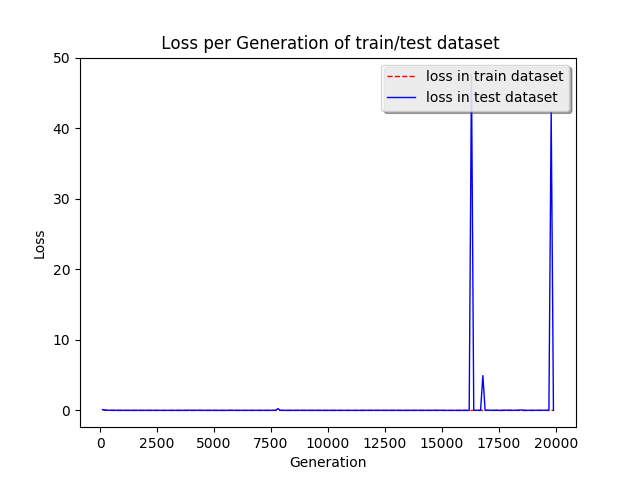 Loss per Generation of train/test dataset
loss in train dataset
loss in test dataset
50
40
30
20
10
0
Loss
0 2500 5000 7500 10000 12500 15000 17500 20000
Generation